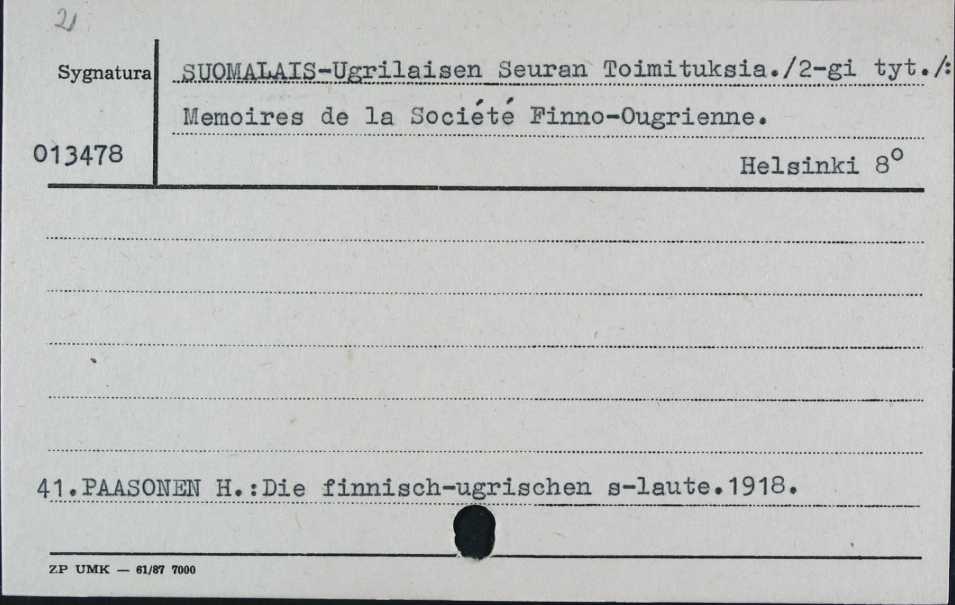 21
Sygnatura
SUOMALAIS-Ugrilaisen Seuran Toimituksia./2-gi tyt./:
Memoires de la Société Finno-Ougrienne.
013478
Helsinki 8°
41.PAASONEN H.:Die finnisch-ugrischen s-laute.1918.
ZP UMK — 61/87 7000